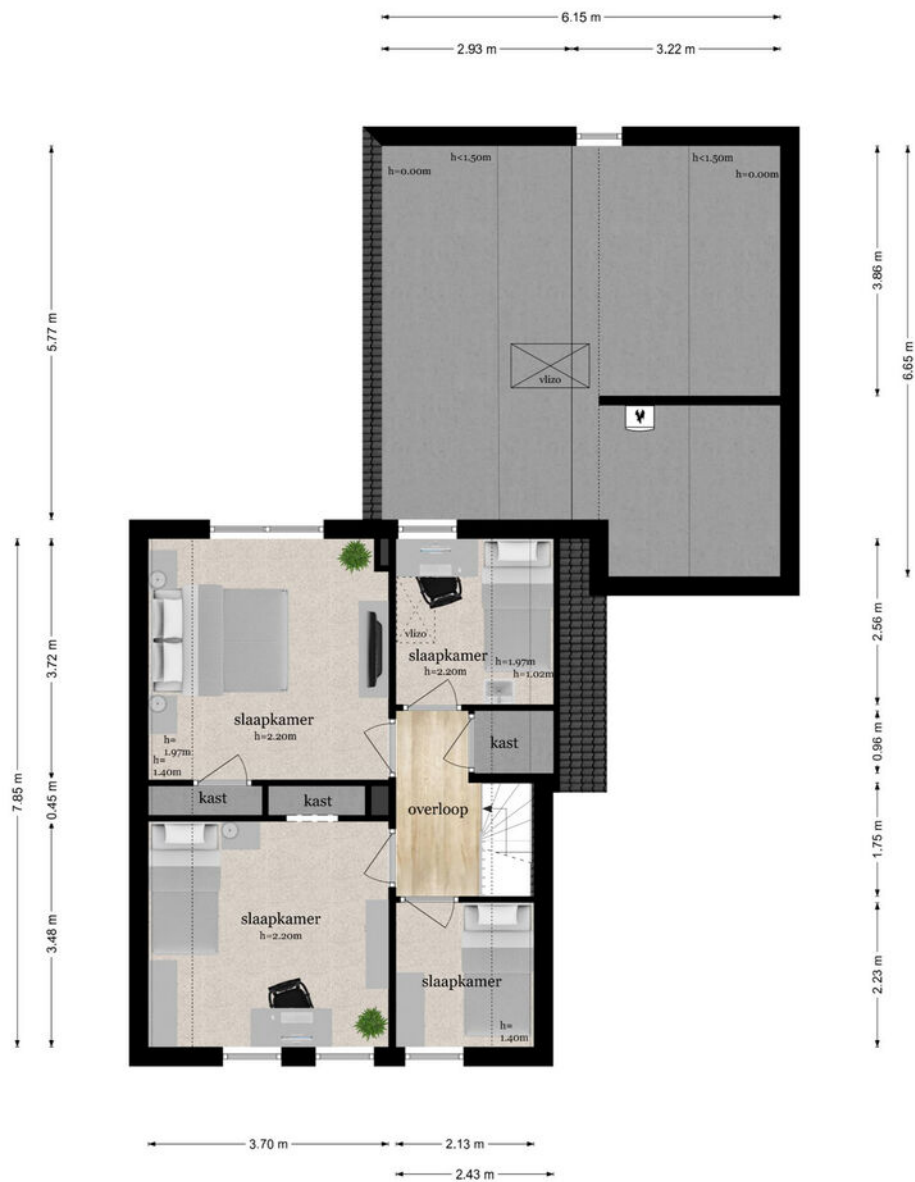 6.15 m
2.93 m
3.22 m
h=0.00m
h<1.50m
h<1.50m
h=0.00m
5.77 m
3.86 m
6.65 m
vlizo
vlizo
slaapkamer
h=2.20m
h=1.97m
h=1.02m
2.56 m
3.72 m
7.85 m
slaapkamer
h=2.20m
h=
1.97m
h=
1.40m
kast
0.96 m
kast
kast
0.45 m
overloop
1.75 m
slaapkamer
h=2.20m
3.48 m
slaapkamer
h=
1.40m
2.23 m
3.70 m
2.13 m
2.43 m